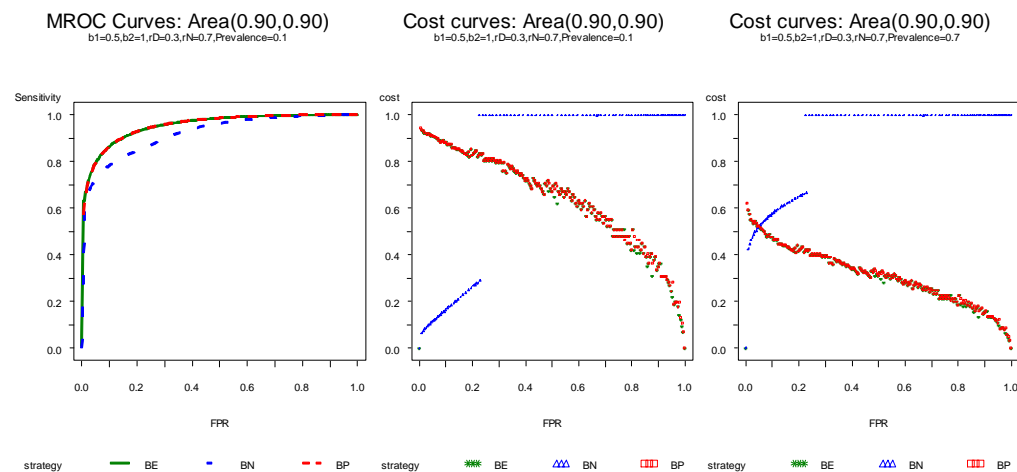 MROC Curves: Area(0.90,0.90)
b1=0.5,b2=1,rD=0.3,rN=0.7,Prevalence=0.1
Sensitivity
1.0
0.8
0.6
0.4
0.2
0.0
0.0 0.2 0.4 0.6 0.8 1.0
FPR
strategy BE BN BP
Cost curves: Area(0.90,0.90)
b1=0.5,b2=1,rD=0.3,rN=0.7,Prevalence=0.1
cost
1.0
0.8
0.6
0.4
0.2
0.0
0.0 0.2 0.4 0.6 0.8 1.0
FPR
strategy BE BN BP
Cost curves: Area(0.90,0.90)
b1=0.5,b2=1,rD=0.3,rN=0.7,Prevalence=0.7
cost
1.0
0.8
0.6
0.4
0.2
0.0
0.0 0.2 0.4 0.6 0.8 1.0
FPR
strategy BE BN BP